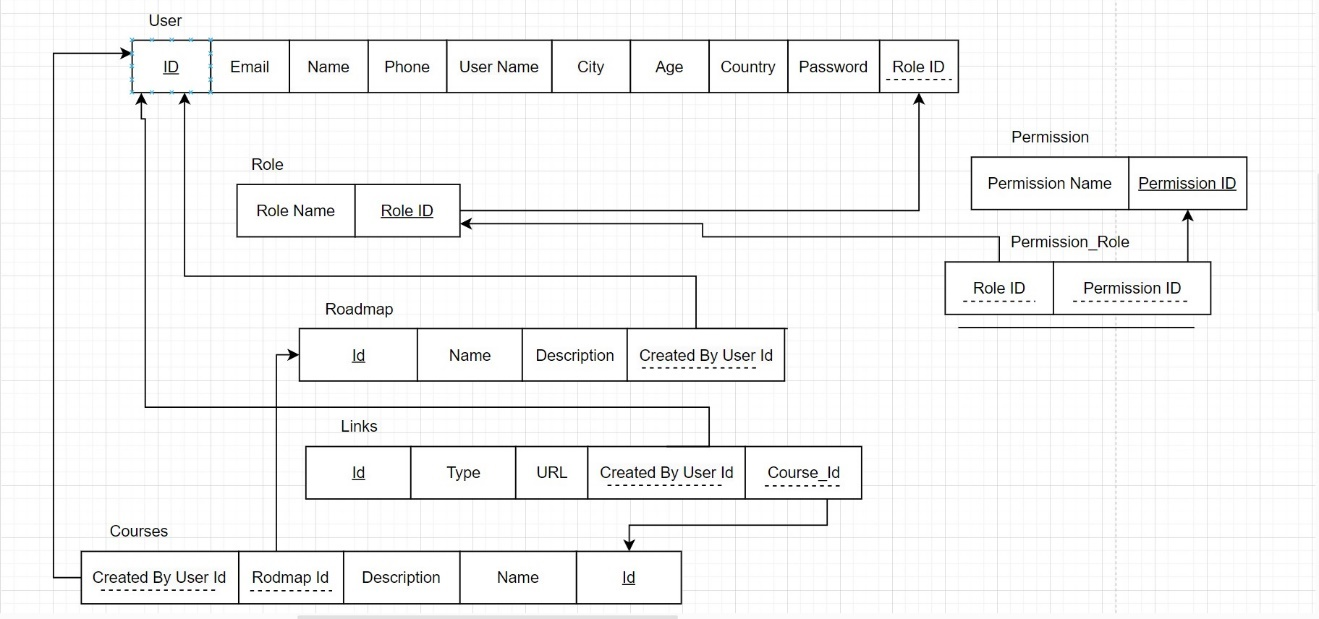 User
ID Email Name Phone User Name City Age Country Password Role ID
Permission
Permission Name Permission ID
Role
Role Name Role ID
Permission_Role
Role ID Permission ID
Roadmap
Id Name Description Created By User Id
Links
Id Type URL Created By User Id Course_Id
Courses
Created By User Id Rodmap Id Description Name Id